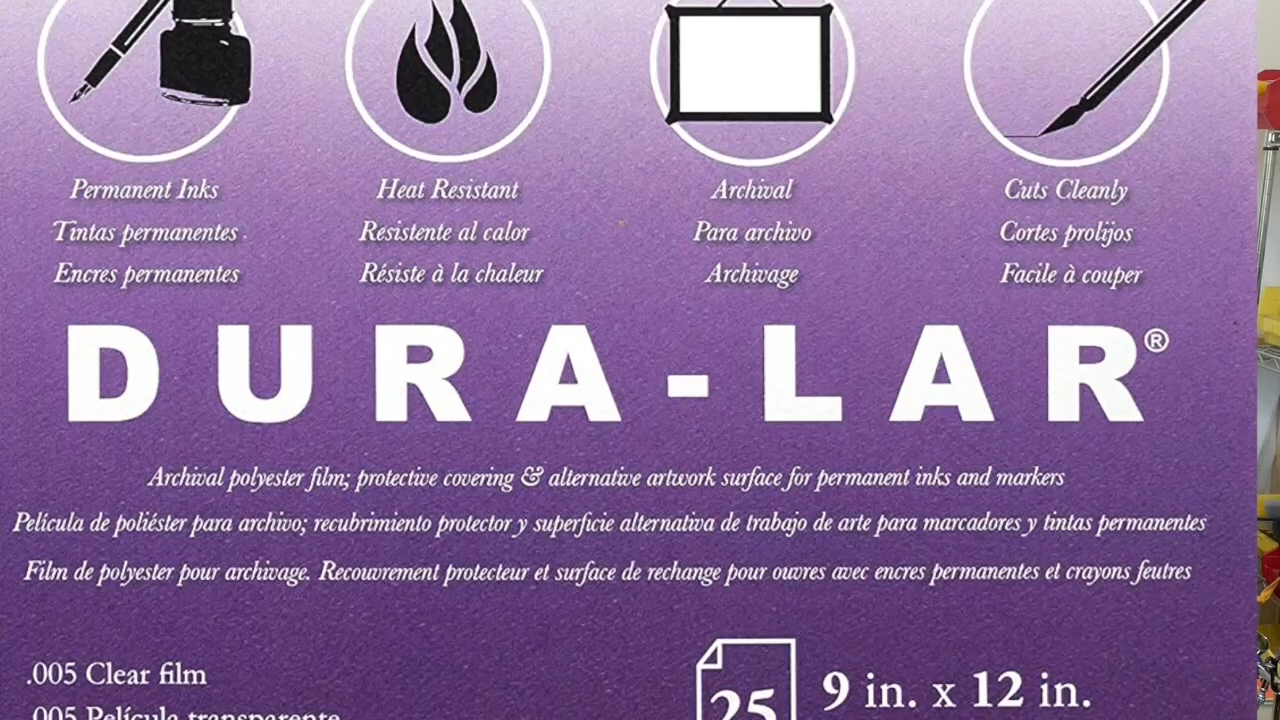 Permanent Inks
Tintas permanentes
Encres permanentes
Heat Resistant
Resistente al calor
Résiste à la chaleur
Archival
Para archivo
Archivage
Cuts Cleanly
Cortes prolijos
Facile à couper
DURA-LAR®
Archival polyester film; protective covering & alternative artwork surface for permanent inks and markers
Película de poliéster para archivo; recubrimiento protector y superficie alternativa de trabajo de arte para marcadores y tintas permanentes
Film de polyester pour archivage. Recouvrement protecteur et surface de rechange pour ouvres avec encres permanentes et crayons feutres
.005 Clear film
.005 Película transparente
25
9 in. x 12 in.